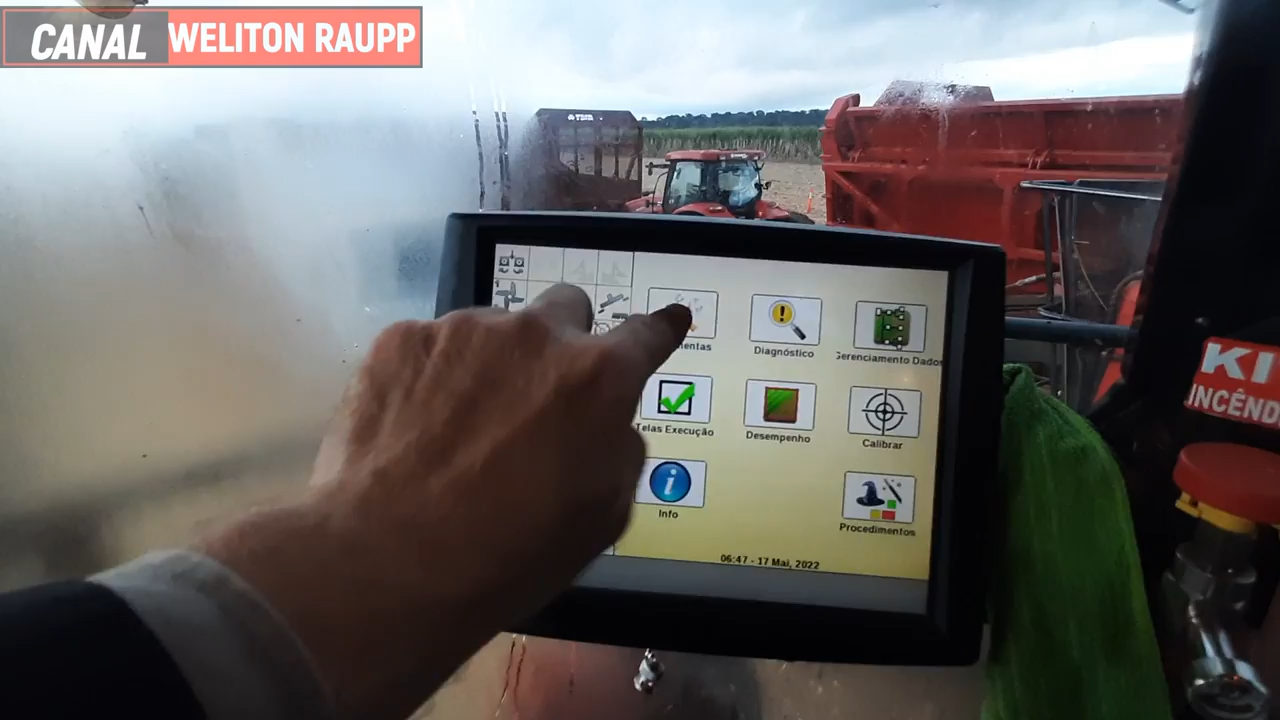 CANAL WELITON RAUPP
mentas
Diagnóstico
Gerenciamento Dados
Telas Execução
Desempenho
Calibrar
i
Info
Procedimentos
06:47 - 17 Mai, 2022
KI
INCÊND